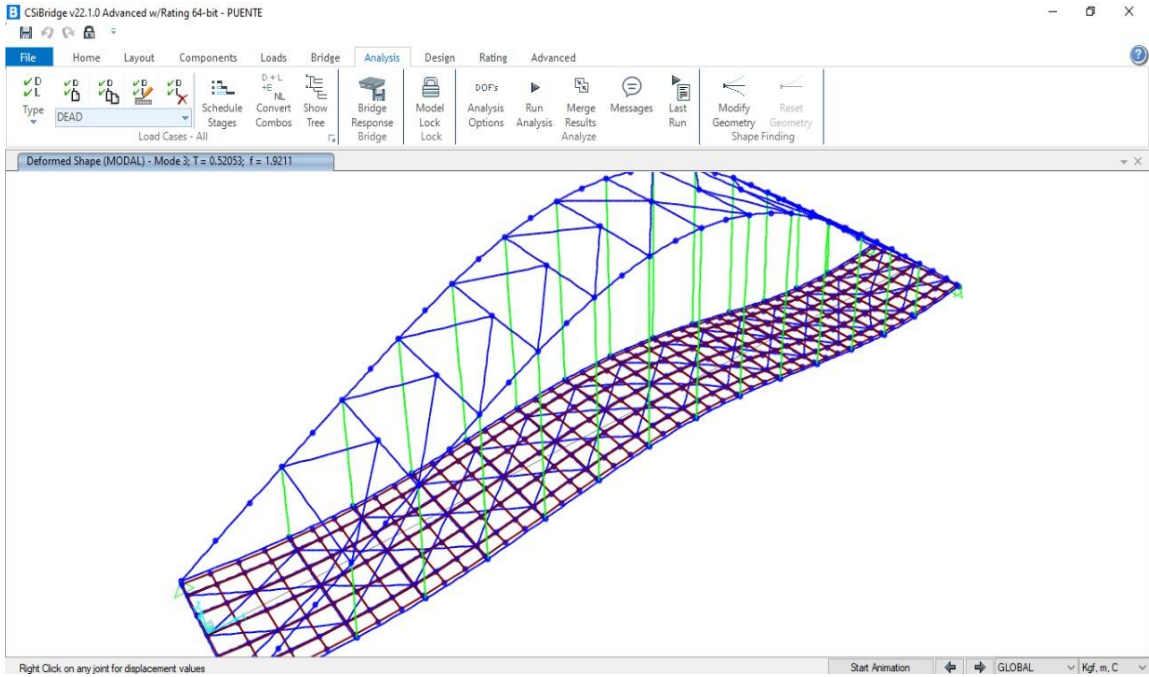 CSiBridge v22.1.0 Advanced w/Rating 64-bit - PUENTE
File Home Layout Components Loads Bridge Analysis Design Rating Advanced
Type
DEAD
Schedule Stages
D + L +E NL
Convert Combos
Show Tree
Load Cases - All
Bridge Response
Bridge
Model Lock
Lock
DOF's
Analysis Options
Run Analysis
Merge Results
Messages
Last Run
Analyze
Modify Geometry
Reset Geometry
Shape Finding
Deformed Shape (MODAL) - Mode 3; T = 0.52053; f = 1.9211
Right Click on any joint for displacement values
Start Animation
GLOBAL
Kgf, m, C